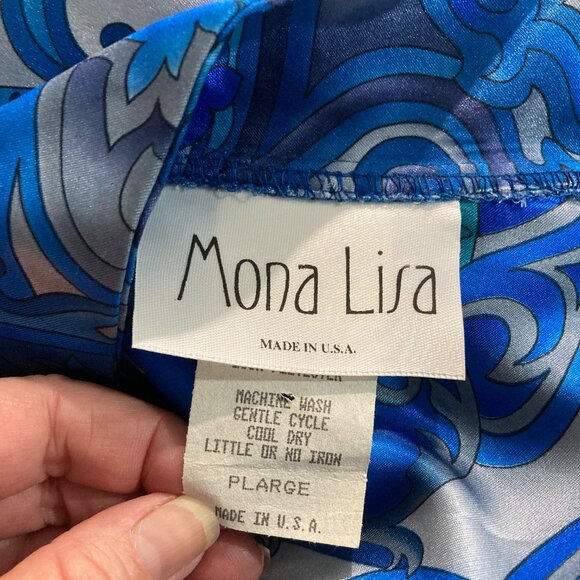 Mona Lisa
MADE IN U.S.A.
MACHINE WASH
GENTLE CYCLE
COOL DRY
LITTLE OR NO IRON
PLARGE
MADE IN U.S.A.